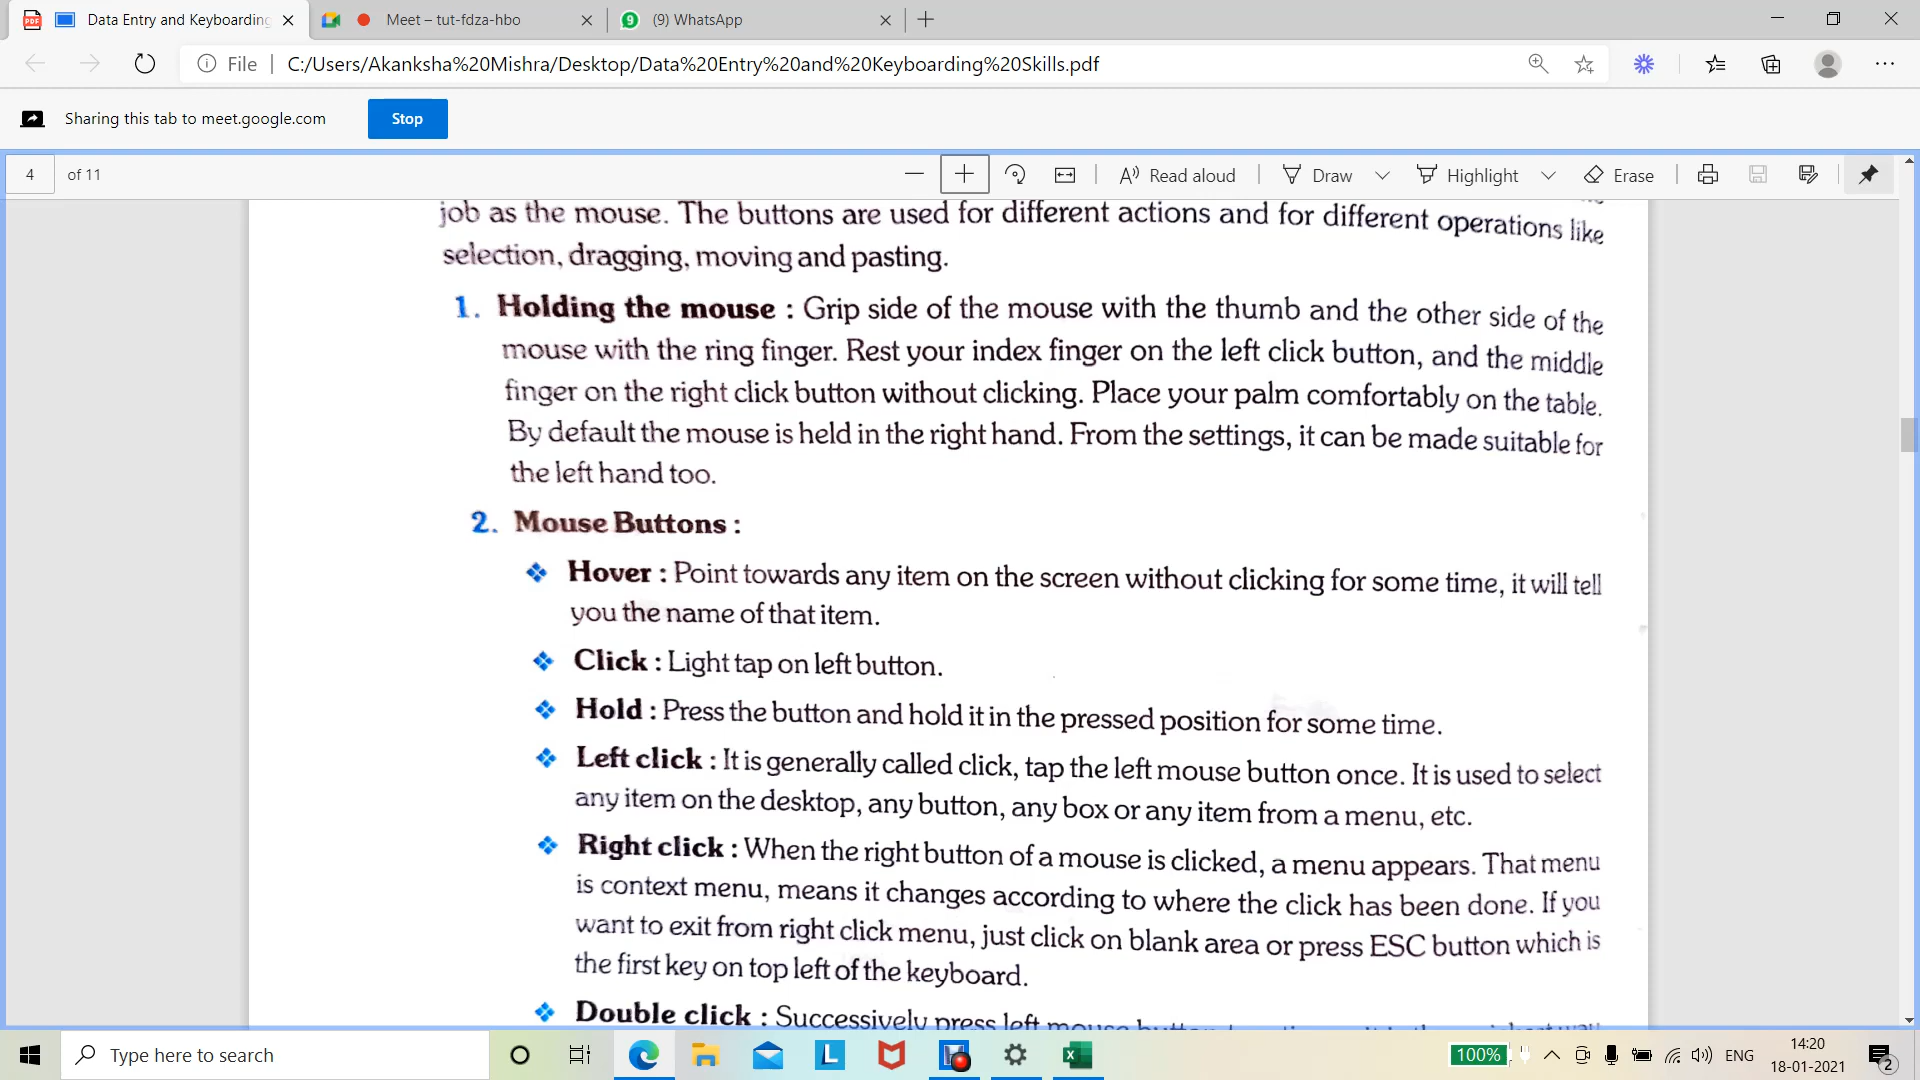 Data Entry and Keyboarding
Meet – tut-fdza-hbo
(9) WhatsApp
File
C:/Users/Akanksha%20Mishra/Desktop/Data%20Entry%20and%20Keyboarding%20Skills.pdf
Sharing this tab to meet.google.com
Stop
4 of 11
Read aloud
Draw
Highlight
Erase
job as the mouse. The buttons are used for different actions and for different operations like
selection, dragging, moving and pasting.
1. Holding the mouse : Grip side of the mouse with the thumb and the other side of the
mouse with the ring finger. Rest your index finger on the left click button, and the middle
finger on the right click button without clicking. Place your palm comfortably on the table.
By default the mouse is held in the right hand. From the settings, it can be made suitable for
the left hand too.
2. Mouse Buttons :
❖ Hover : Point towards any item on the screen without clicking for some time, it will tell
you the name of that item.
❖ Click : Light tap on left button.
❖ Hold : Press the button and hold it in the pressed position for some time.
❖ Left click : It is generally called click, tap the left mouse button once. It is used to select
any item on the desktop, any button, any box or any item from a menu, etc.
❖ Right click : When the right button of a mouse is clicked, a menu appears. That menu
is context menu, means it changes according to where the click has been done. If you
want to exit from right click menu, just click on blank area or press ESC button which is
the first key on top left of the keyboard.
❖ Double click : Successively press left mouse button
Type here to search
100%
ENG
14:20
18-01-2021
2